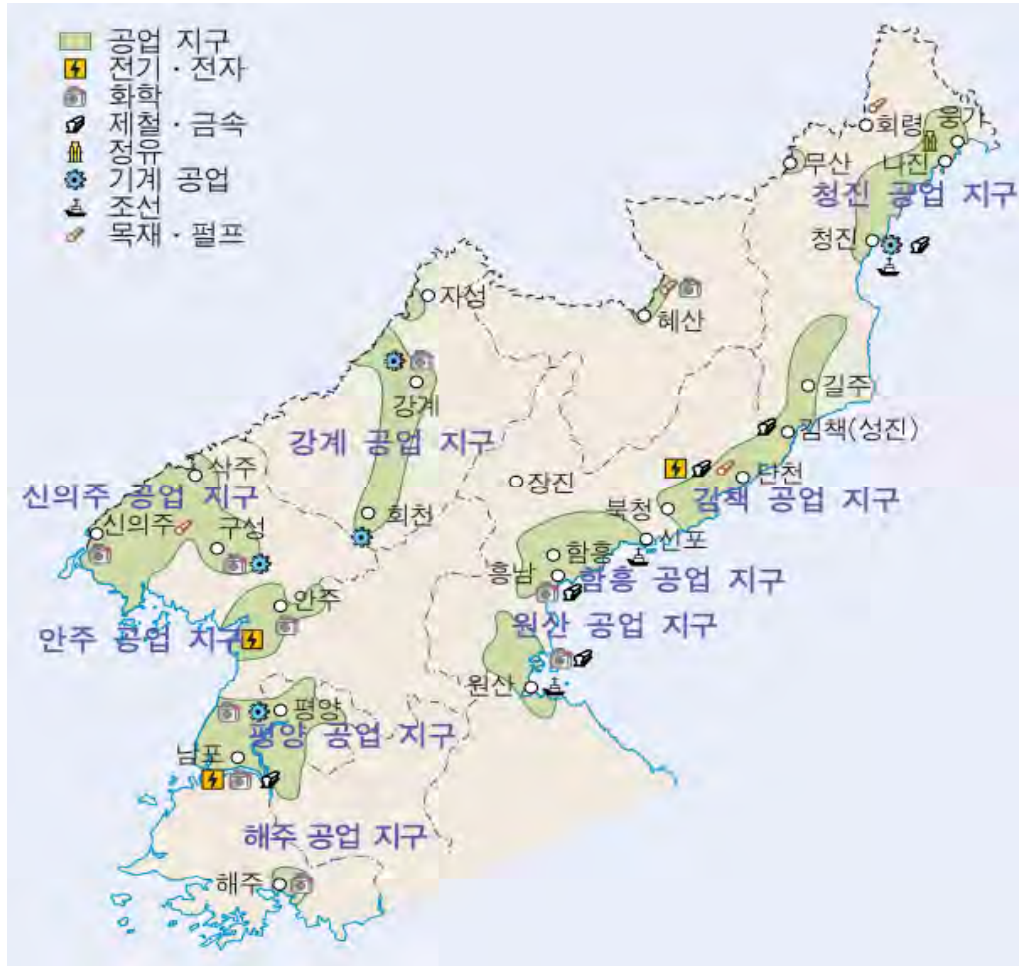 공업 지구
전기·전자
화학
제철·금속
정유
기계 공업
조선
목재·펄프
회령
웅기
무산
나진
청진 공업 지구
청진
자성
혜산
강계
길주
강계 공업 지구
김책(성진)
삭주
신의주 공업 지구
장진
단천
김책 공업 지구
신의주
구성
희천
북청
선포
함흥
흥남
함흥 공업 지구
안주
원산 공업 지구
안주 공업 지구
원산
평양
평양 공업 지구
남포
해주 공업 지구
해주